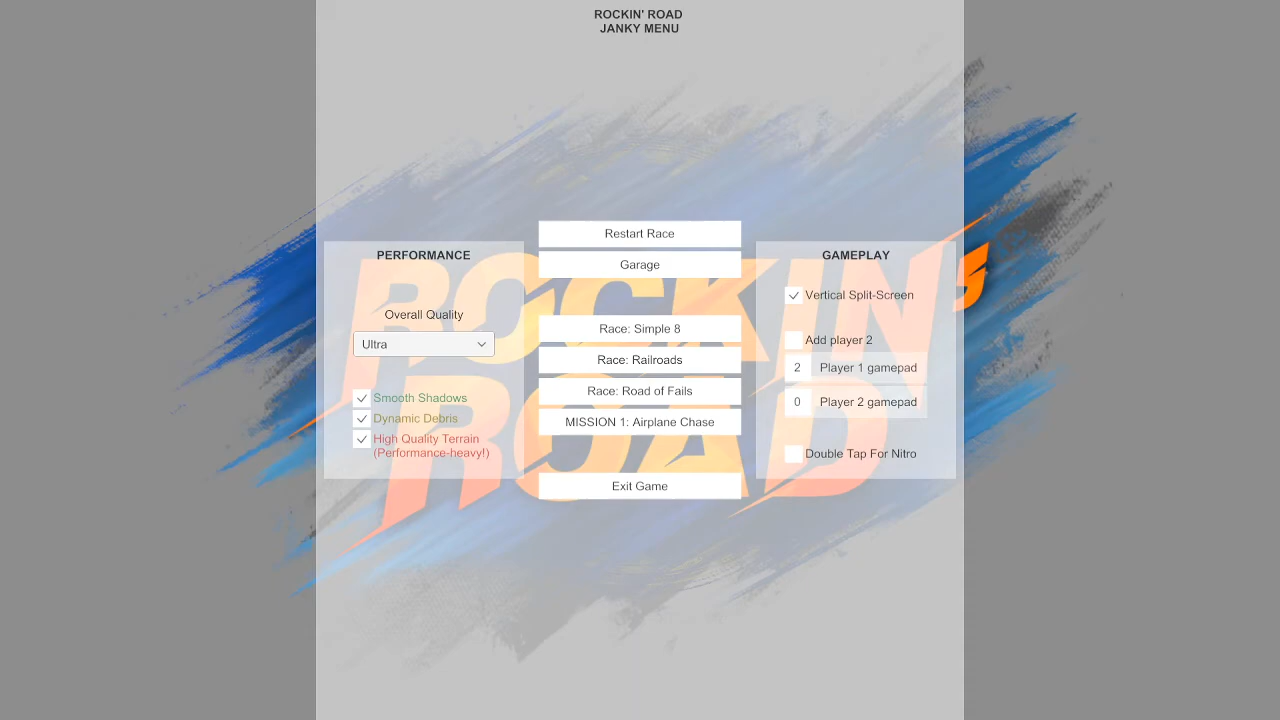 ROCKIN' ROAD
JANKY MENU
PERFORMANCE
Overall Quality
Ultra
Smooth Shadows
Dynamic Debris
High Quality Terrain
(Performance-heavy!)
Restart Race
Garage
Race: Simple 8
Race: Railroads
Race: Road of Fails
MISSION 1: Airplane Chase
Exit Game
GAMEPLAY
Vertical Split-Screen
Add player 2
2 Player 1 gamepad
0 Player 2 gamepad
Double Tap For Nitro
ROCKIN'S
ROAD